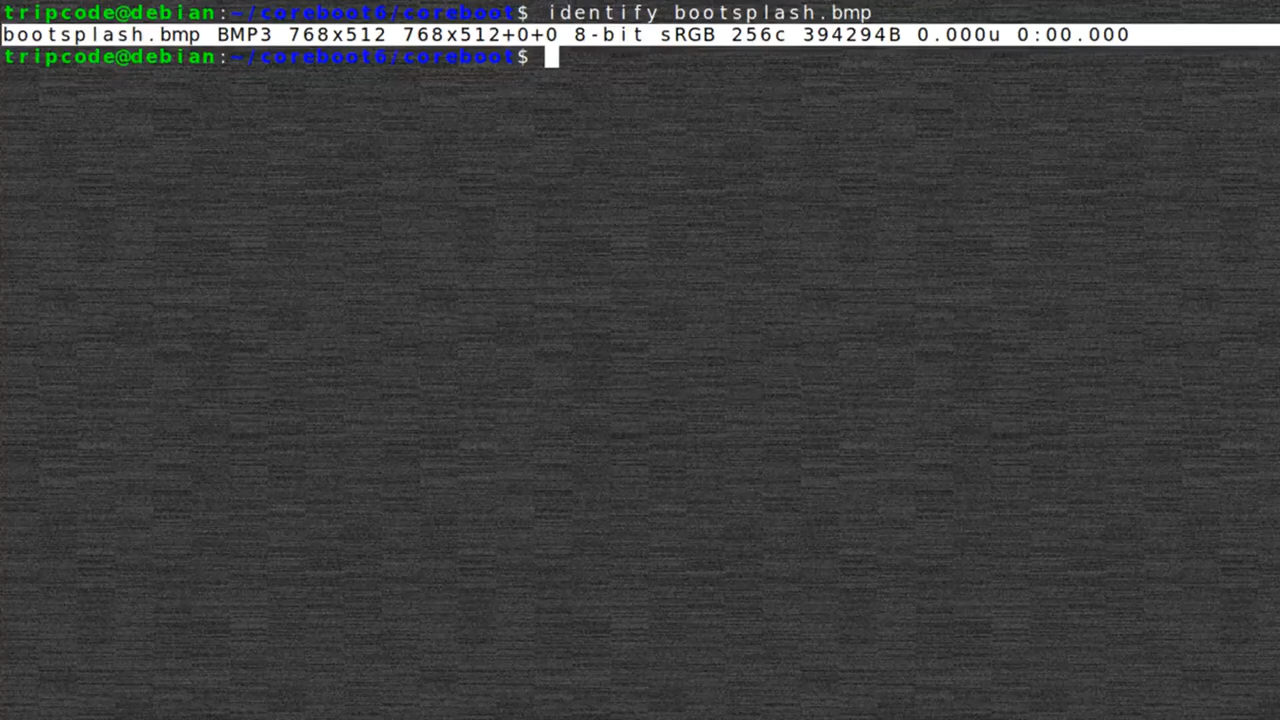 tripcode@debian:~/coreboot6/coreboot$ identify bootsplash.bmp
bootsplash.bmp BMP3 768x512 768x512+0+0 8-bit sRGB 256c 394294B 0.000u 0:00.000
tripcode@debian:~/coreboot6/coreboot$